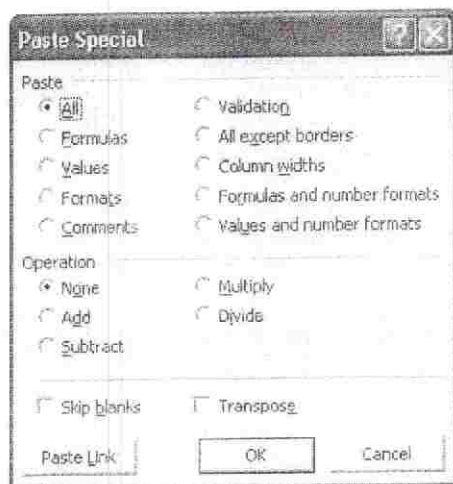 Paste Special
Paste
All
Validation
Formulas
All except borders
Values
Column widths
Formats
Formulas and number formats
Comments
Values and number formats
Operation
None
Multiply
Add
Divide
Subtract
Skip blanks
Transpose
Paste Link
OK
Cancel